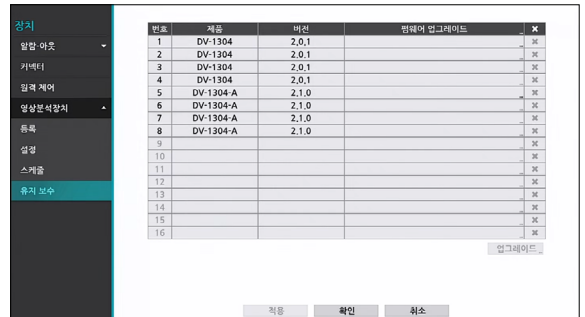 장치
알람·아웃
커넥터
원격 제어
영상분석장치
등록
설정
스케줄
유지 보수
번호 제품 버전 펌웨어 업그레이드
1 DV-1304 2.0.1
2 DV-1304 2.0.1
3 DV-1304 2.0.1
4 DV-1304 2.0.1
5 DV-1304-A 2.1.0
6 DV-1304-A 2.1.0
7 DV-1304-A 2.1.0
8 DV-1304-A 2.1.0
9
10
11
12
13
14
15
16
업그레이드...
적용 확인 취소